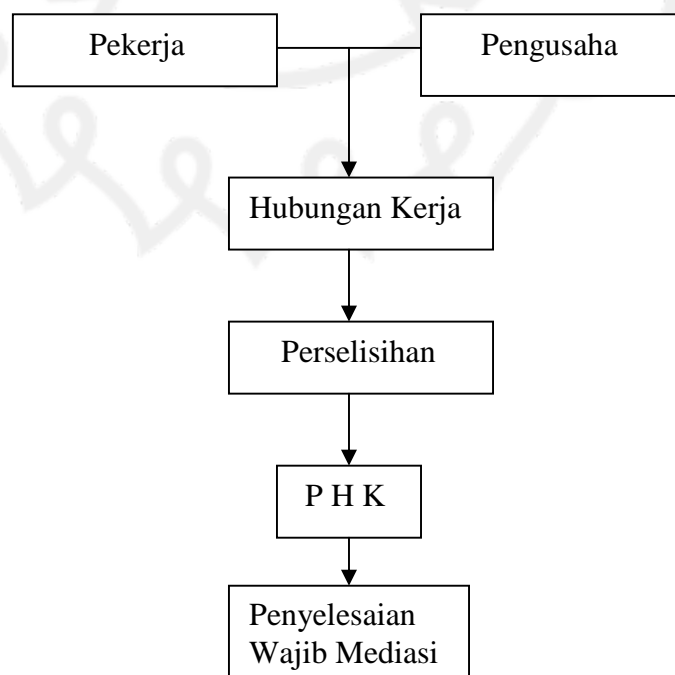 Pekerja
Pengusaha
Hubungan Kerja
Perselisihan
P H K
Penyelesaian
Wajib Mediasi